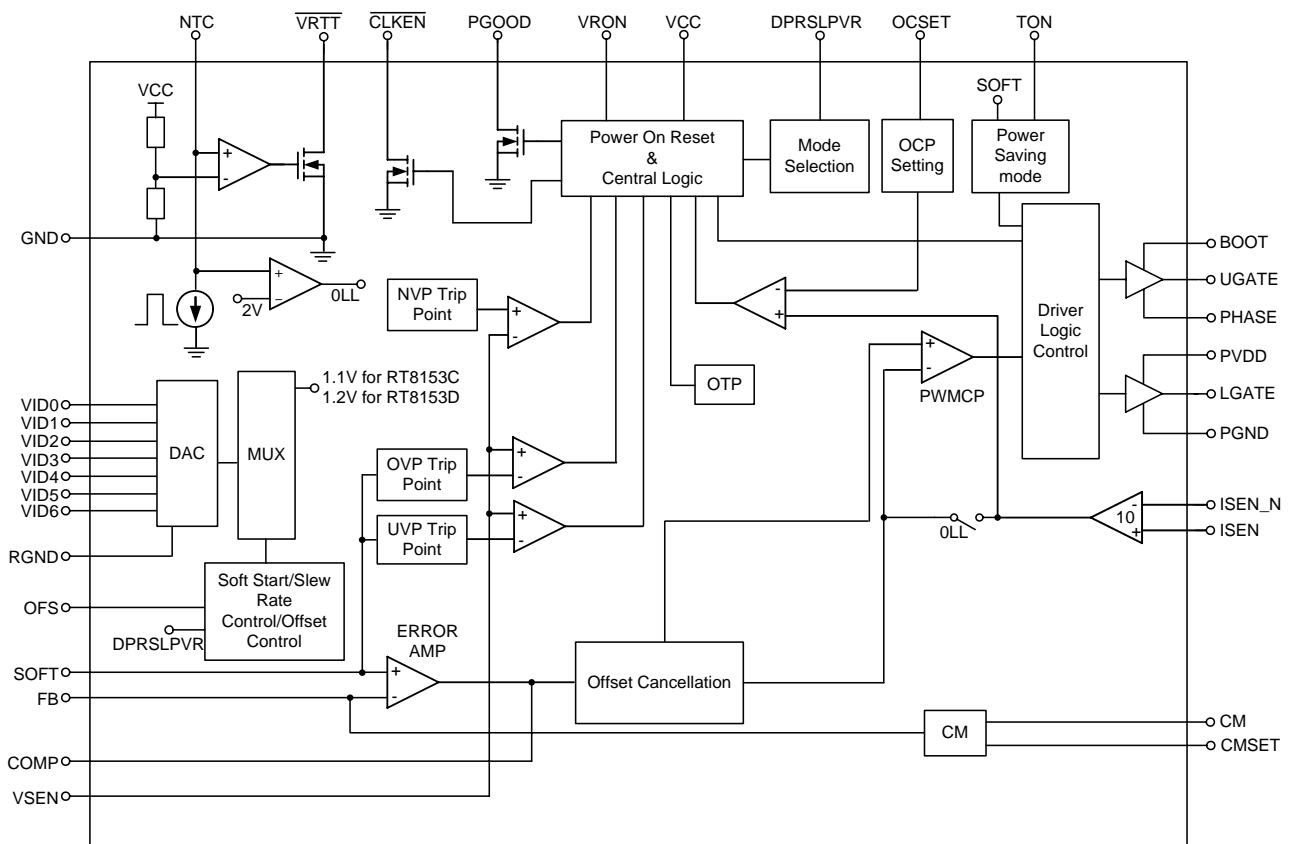 NTC
VRTT
CLKEN
PGOOD
VRON
VCC
DPRSLPVR
OCSET
TON
VCC
SOFT
+
-
Power On Reset
&
Central Logic
Mode
Selection
OCP
Setting
Power
Saving
mode
GND
+
-
2V
0LL
NVP Trip
Point
+
-
-
+
Driver
Logic
Control
BOOT
UGATE
PHASE
PVDD
LGATE
PGND
+
-
PWMCP
OTP
1.1V for RT8153C
1.2V for RT8153D
VID0
VID1
VID2
VID3
VID4
VID5
VID6
DAC
MUX
OVP Trip
Point
+
-
UVP Trip
Point
+
-
0LL
10
-
+
ISEN_N
ISEN
RGND
OFS
DPRSLPVR
Soft Start/Slew
Rate
Control/Offset
Control
ERROR
AMP
SOFT
FB
+
-
Offset Cancellation
CM
CM
CMSET
COMP
VSEN